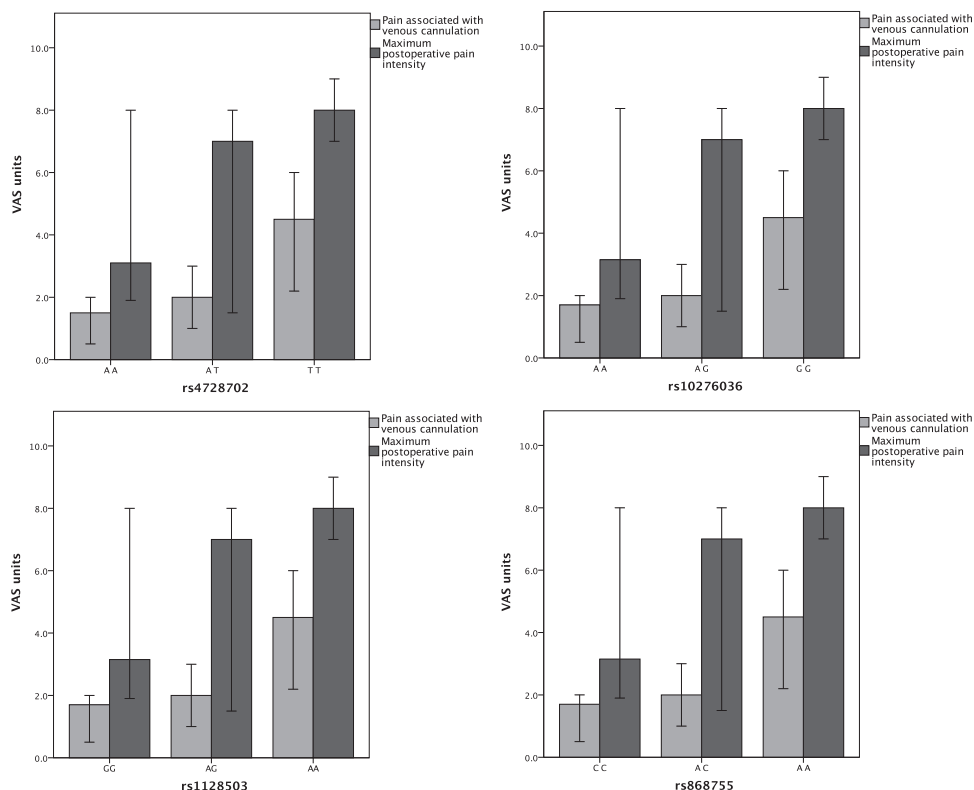 Pain associated with
venous cannulation
Maximum
postoperative pain
intensity
VAS units
10.0
8.0
6.0
4.0
2.0
0.0
A A
A T
T T
rs4728702
Pain associated with
venous cannulation
Maximum
postoperative pain
intensity
VAS units
10.0
8.0
6.0
4.0
2.0
0.0
A A
A G
G G
rs10276036
Pain associated with
venous cannulation
Maximum
postoperative pain
intensity
VAS units
10.0
8.0
6.0
4.0
2.0
0.0
GG
AG
AA
rs1128503
Pain associated with
venous cannulation
Maximum
postoperative pain
intensity
VAS units
10.0
8.0
6.0
4.0
2.0
0.0
C C
A C
A A
rs868755